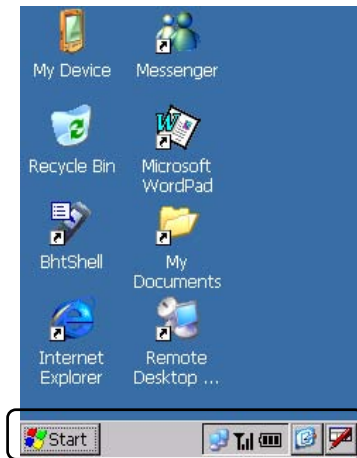 My Device
Messenger
Recycle Bin
Microsoft
WordPad
BhtShell
My
Documents
Internet
Explorer
Remote
Desktop ...
Start